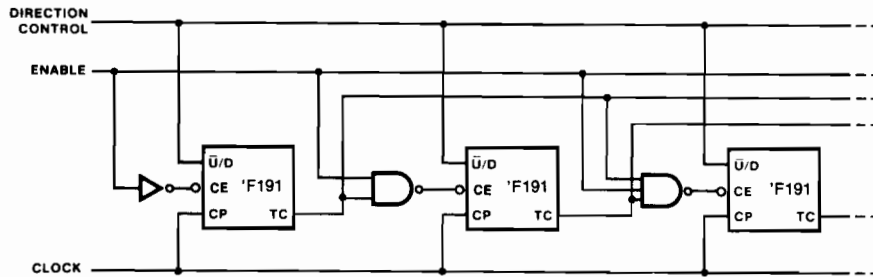 DIRECTION
CONTROL
ENABLE
U̅/D
CE
'F191
CP
TC
U̅/D
CE
'F191
CP
TC
U̅/D
CE
'F191
CP
TC
CLOCK